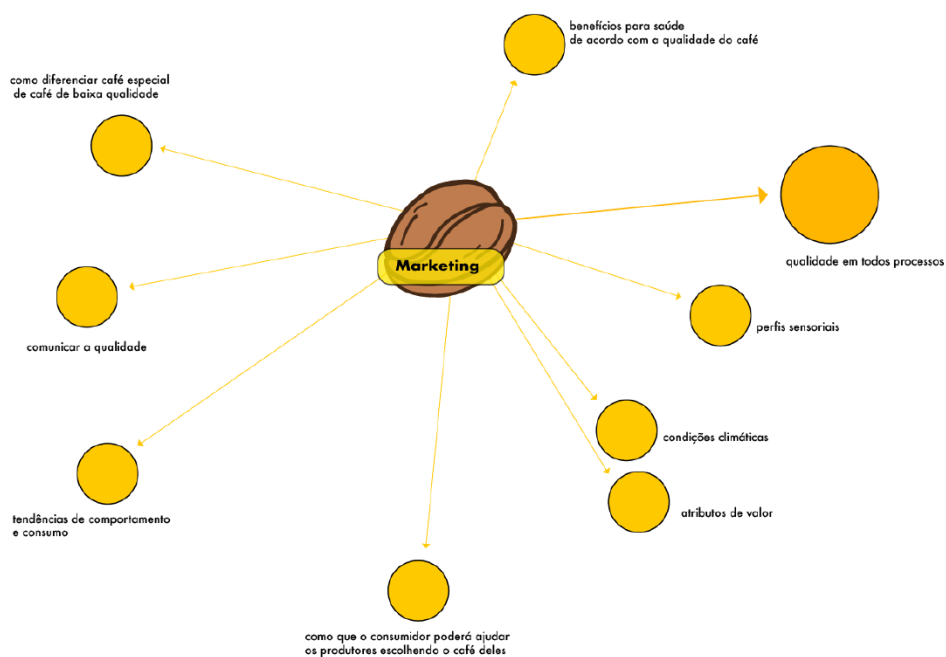 benefícios para saúde
de acordo com a qualidade do café
como diferenciar café especial
de café de baixa qualidade
Marketing
qualidade em todos processos
perfis sensoriais
comunicar a qualidade
condições climáticas
atributos de valor
tendências de comportamento
e consumo
como que o consumidor poderá ajudar
os produtores escolhendo o café deles